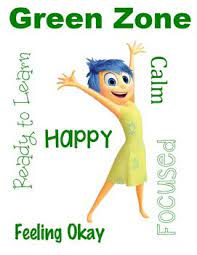 Green Zone
Ready to Learn
Calm
Happy
Focused
Feeling Okay